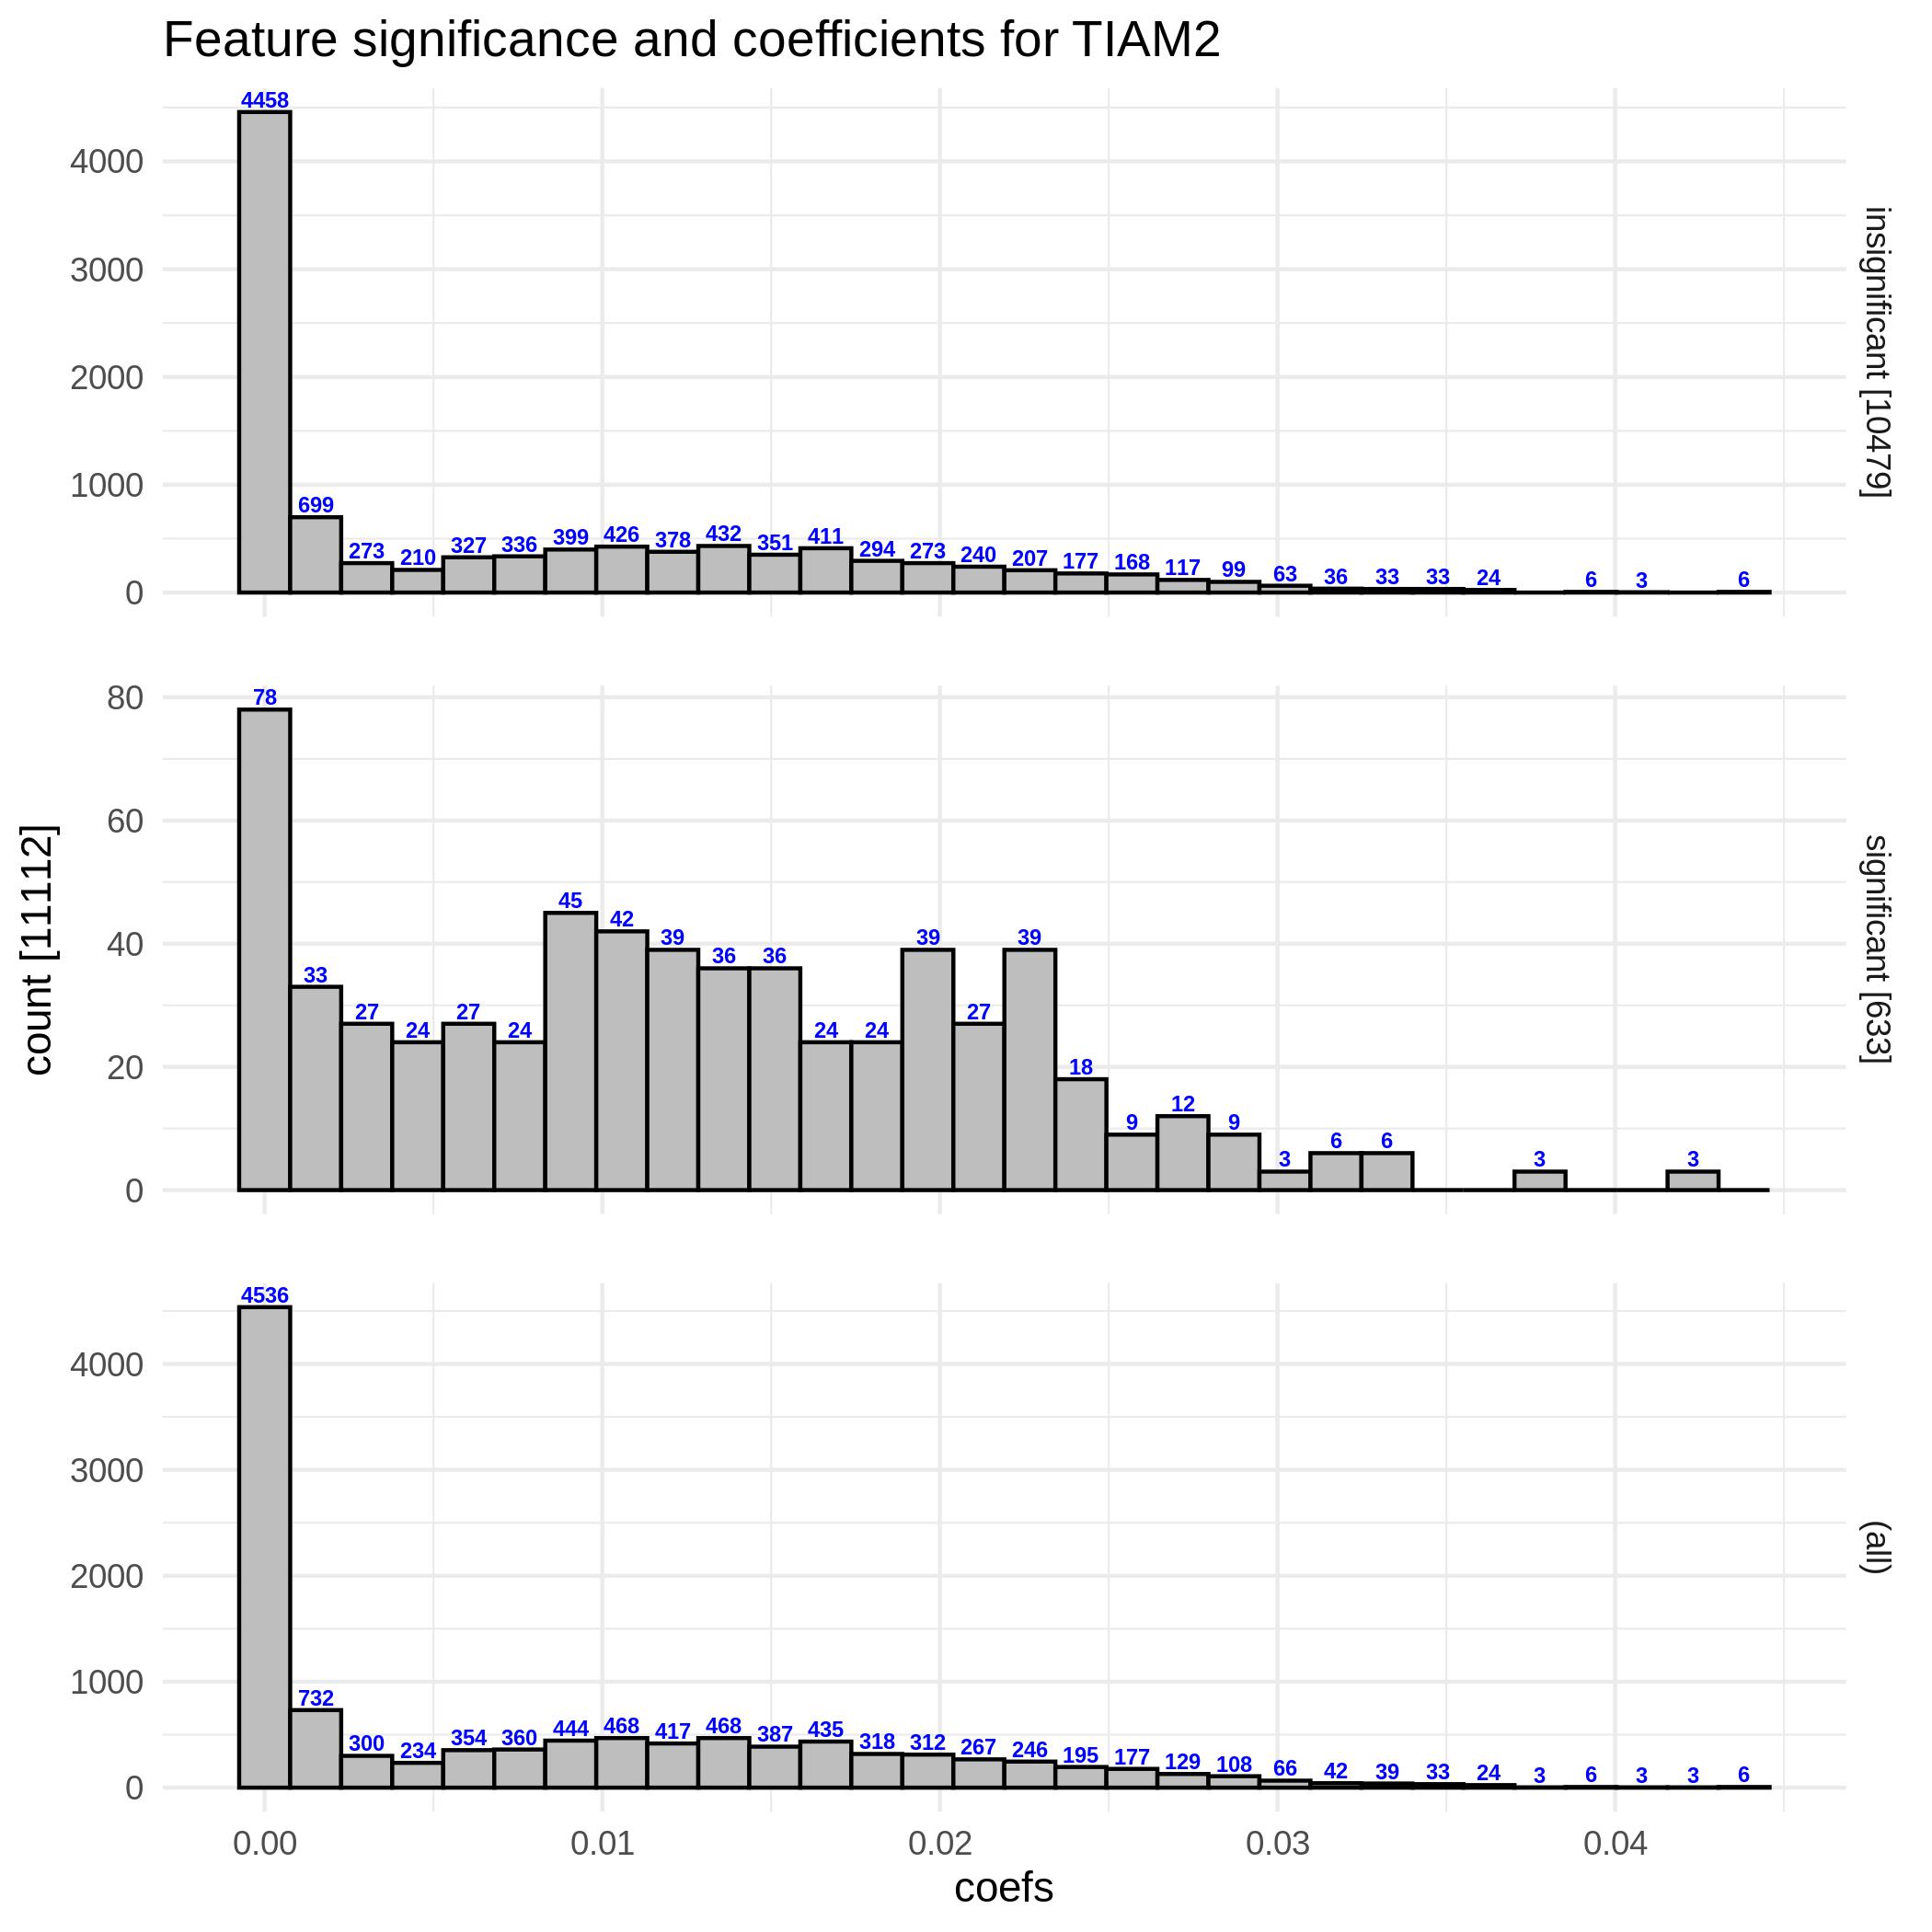 Feature significance and coefficients for TIAM2
4458
699 273 210 327 336 399 426 378 432 351 411 294 273 240 207 177 168 117 99 63 36 33 33 24 6 3 6
4000
3000
2000
1000
0
insignificant [10479]
count [11112]
78
33 27 24 27 24 45 42 39 36 36 24 24 39 27 39 18 9 12 9 3 6 6 3 3
80
60
40
20
0
significant [633]
4536
732 300 234 354 360 444 468 417 468 387 435 318 312 267 246 195 177 129 108 66 42 39 33 24 3 6 3 3 6
4000
3000
2000
1000
0
(all)
0.00 0.01 0.02 0.03 0.04
coefs